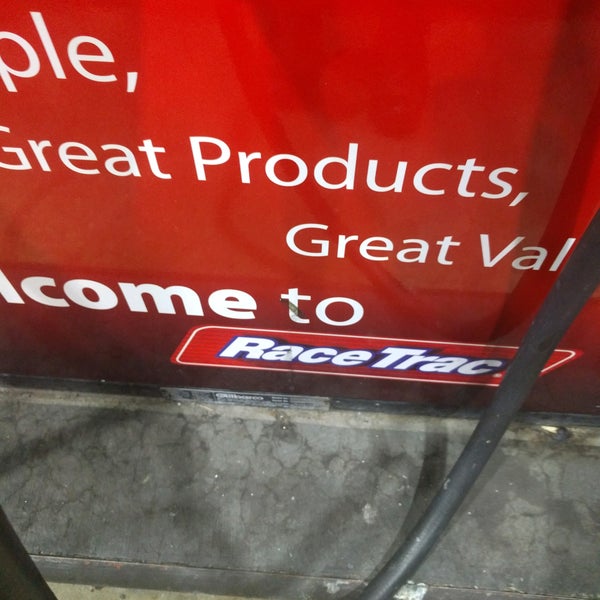 ple,
Great Products,
Great Val
lcome to
RaceTrac